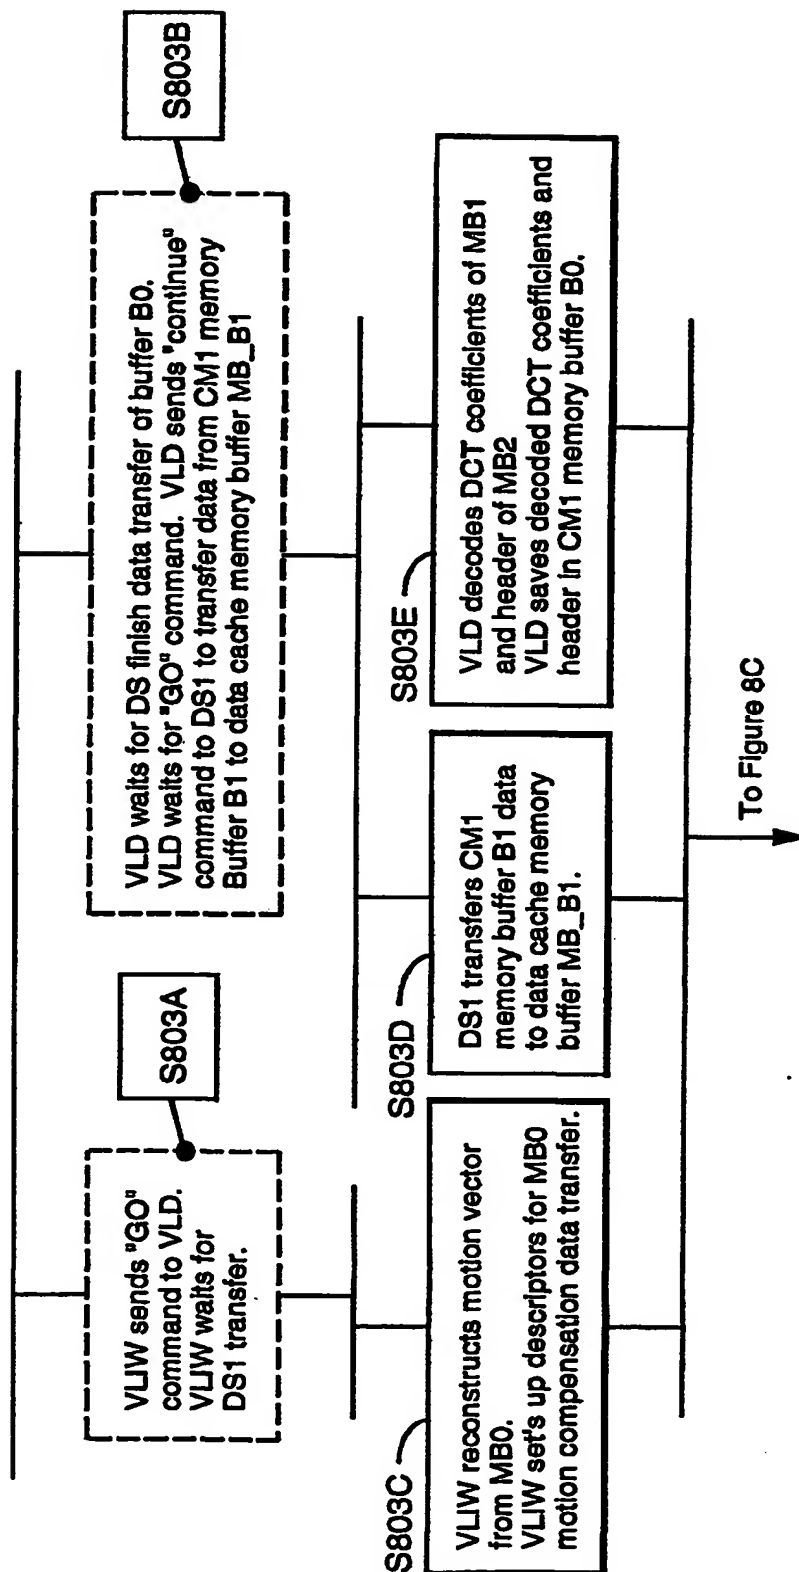 S803A
VLIW sends "GO"
command to VLD.
VLIW waits for
DS1 transfer.
S803B
VLD waits for DS finish data transfer of buffer B0.
VLD waits for "GO" command. VLD sends "continue"
command to DS1 to transfer data from CM1 memory
Buffer B1 to data cache memory buffer MB_B1
S803C
VLIW reconstructs motion vector
from MB0.
VLIW set's up descriptors for MB0
motion compensation data transfer.
S803D
DS1 transfers CM1
memory buffer B1 data
to data cache memory
buffer MB_B1.
S803E
VLD decodes DCT coefficients of MB1
and header of MB2
VLD saves decoded DCT coefficients and
header in CM1 memory buffer B0.
To Figure 8C